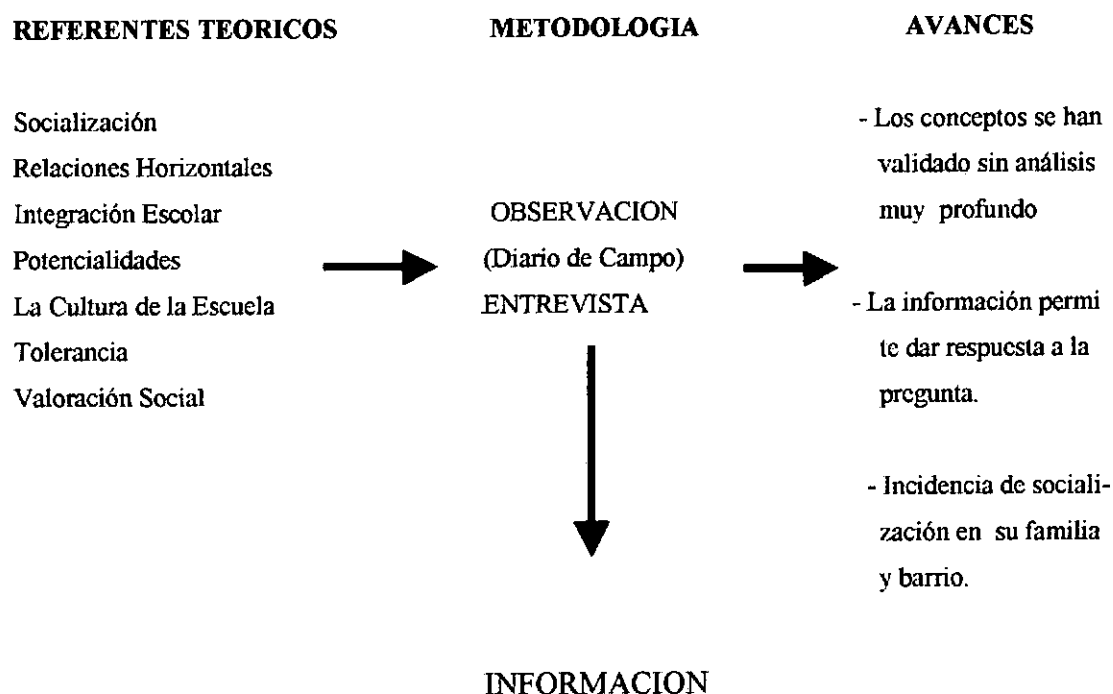 REFERENTES TEORICOS
METODOLOGIA
AVANCES
Socialización
Relaciones Horizontales
Integración Escolar
Potencialidades
La Cultura de la Escuela
Tolerancia
Valoración Social
OBSERVACION
(Diario de Campo)
ENTREVISTA
INFORMACION
- Los conceptos se han
validado sin análisis
muy profundo
- La información permi
te dar respuesta a la
pregunta.
- Incidencia de sociali-
zación en su familia
y barrio.